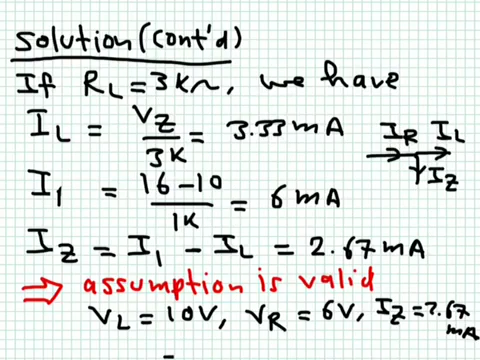 Solution (Cont'd)
If RL = 3 kΩ, we have
IL = VZ/3K = 3.33 mA
IR IL
IZ
I1 = 16-10/1K = 6 mA
IZ = I1 - IL = 2.67 mA
⇒ assumption is valid
VL = 10V, VR = 6V, IZ = 2.67 mA